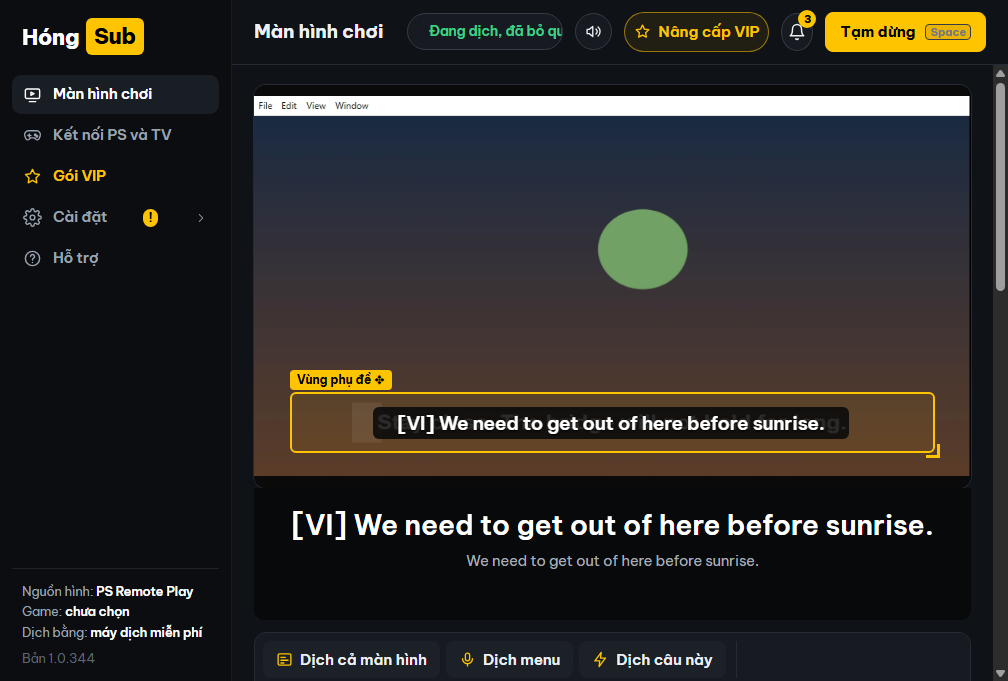 Hóng Sub
Màn hình chơi
Kết nối PS và TV
Gói VIP
Cài đặt !
Hỗ trợ
Nguồn hình: PS Remote Play
Game: chưa chọn
Dịch bằng: máy dịch miễn phí
Bản 1.0.344
Màn hình chơi
Đang dịch, đã bỏ
Nâng cấp VIP
3
Tạm dừng Space
File Edit View Window
Vùng phụ đề
[VI] We need to get out of here before sunrise.
[VI] We need to get out of here before sunrise.
We need to get out of here before sunrise.
Dịch cả màn hình
Dịch menu
Dịch câu này